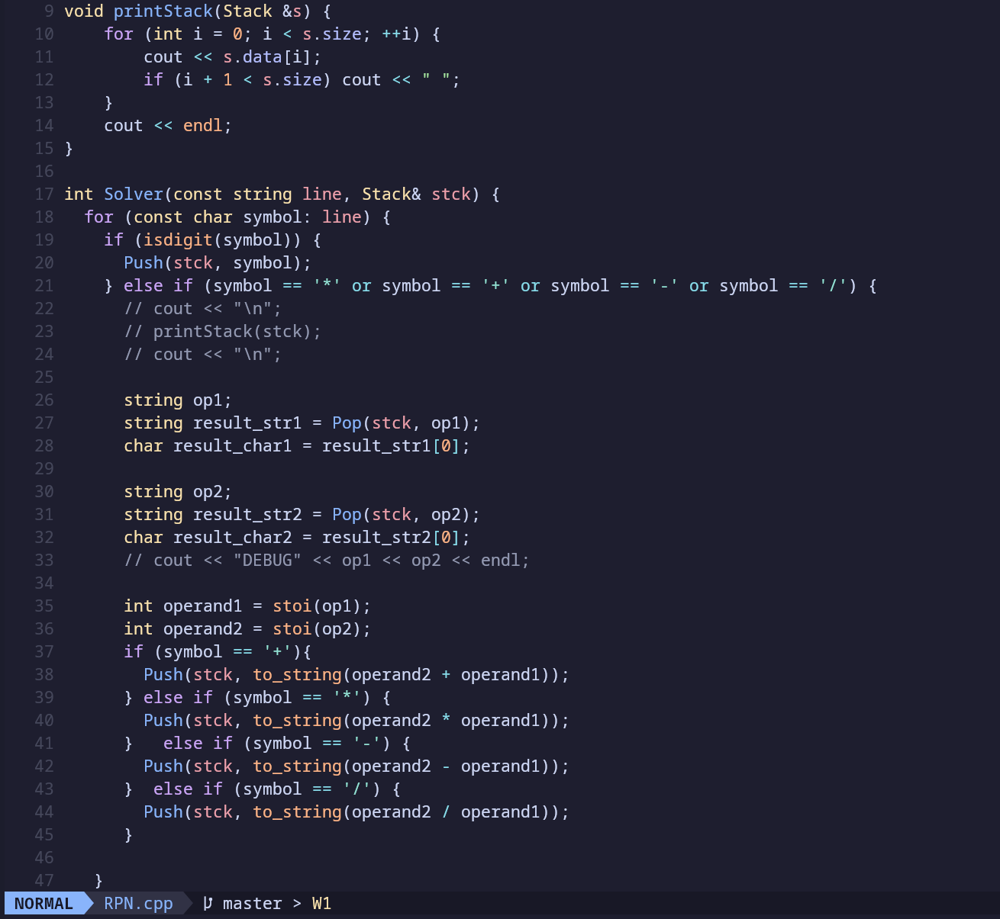 9 void printStack(Stack &s) {
10     for (int i = 0; i < s.size; ++i) {
11         cout << s.data[i];
12         if (i + 1 < s.size) cout << " ";
13     }
14     cout << endl;
15 }
16
17 int Solver(const string line, Stack& stck) {
18   for (const char symbol: line) {
19     if (isdigit(symbol)) {
20       Push(stck, symbol);
21     } else if (symbol == '*' or symbol == '+' or symbol == '-' or symbol == '/') {
22       // cout << "\n";
23       // printStack(stck);
24       // cout << "\n";
25
26       string op1;
27       string result_str1 = Pop(stck, op1);
28       char result_char1 = result_str1[0];
29
30       string op2;
31       string result_str2 = Pop(stck, op2);
32       char result_char2 = result_str2[0];
33       // cout << "DEBUG" << op1 << op2 << endl;
34
35       int operand1 = stoi(op1);
36       int operand2 = stoi(op2);
37       if (symbol == '+'){
38         Push(stck, to_string(operand2 + operand1));
39       } else if (symbol == '*') {
40         Push(stck, to_string(operand2 * operand1));
41       }   else if (symbol == '-') {
42         Push(stck, to_string(operand2 - operand1));
43       }  else if (symbol == '/') {
44         Push(stck, to_string(operand2 / operand1));
45       }
46
47    }
NORMAL RPN.cpp master > W1